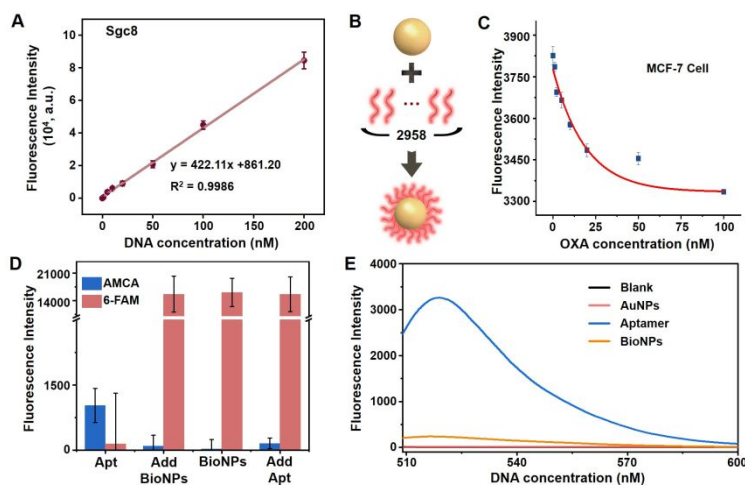 A
Sgc8
Fluorescence Intensity
(10⁴, a.u.)
10
8
6
4
2
0
y = 422.11x +861.20
R² = 0.9986
0 50 100 150 200
DNA concentration (nM)
B
...
2958
C
Fluorescence Intensity
3900
3750
3600
3450
3300
MCF-7 Cell
0 25 50 75 100
OXA concentration (nM)
D
Fluorescence Intensity
21000
14000
1500
0
AMCA
6-FAM
Apt Add BioNPs Add
BioNPs Apt
E
Fluorescence Intensity
4000
3000
2000
1000
0
Blank
AuNPs
Aptamer
BioNPs
510 540 570 600
DNA concentration (nM)